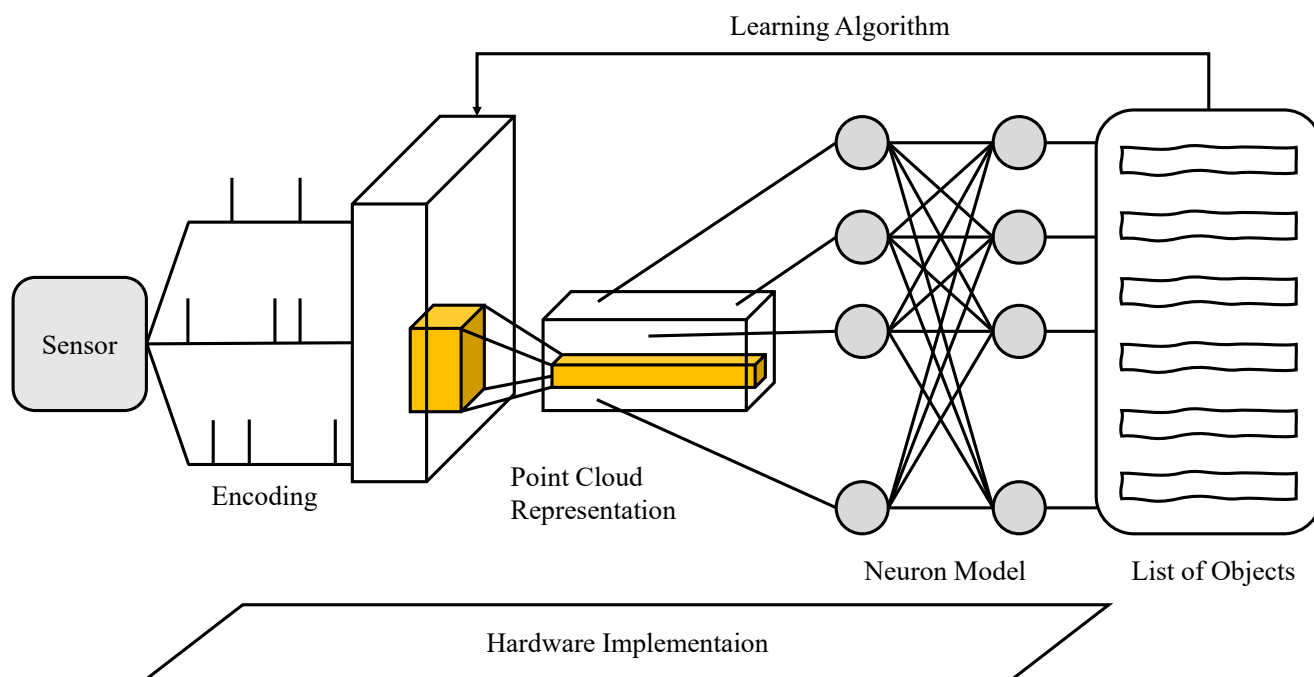 Learning Algorithm
Sensor
Encoding
Point Cloud
Representation
Neuron Model
List of Objects
Hardware Implementaion